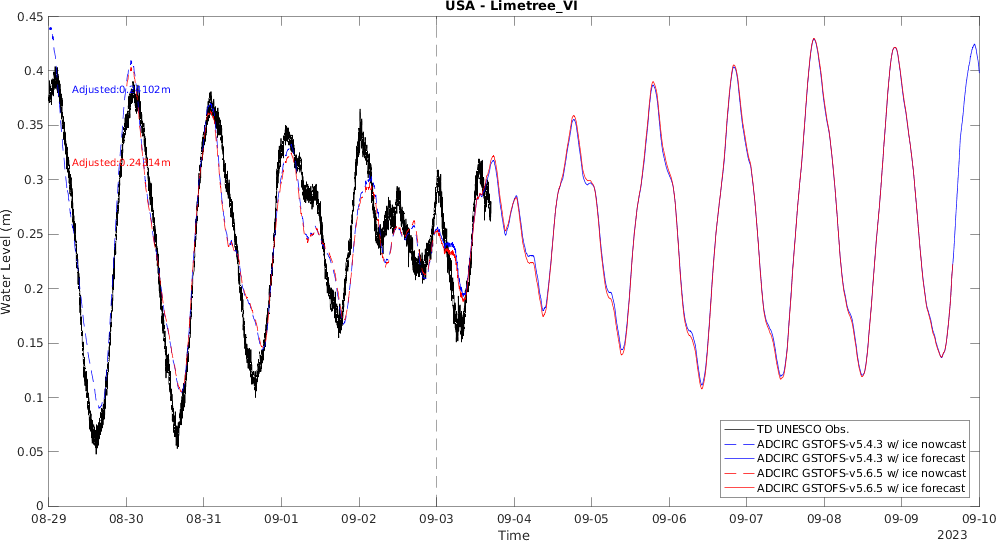 USA - Limetree_VI
0.45
0.4
0.35
0.3
0.25
0.2
0.15
0.1
0.05
0
Water Level (m)
Adjusted:0.24102m
TD UNESCO Obs.
ADCIRC GSTOFS-v5.4.3 w/ ice nowcast
ADCIRC GSTOFS-v5.4.3 w/ ice forecast
ADCIRC GSTOFS-v5.6.5 w/ ice nowcast
ADCIRC GSTOFS-v5.6.5 w/ ice forecast
08-29 08-30 08-31 09-01 09-02 09-03 09-04 09-05 09-06 09-07 09-08 09-09 09-10
Time
2023